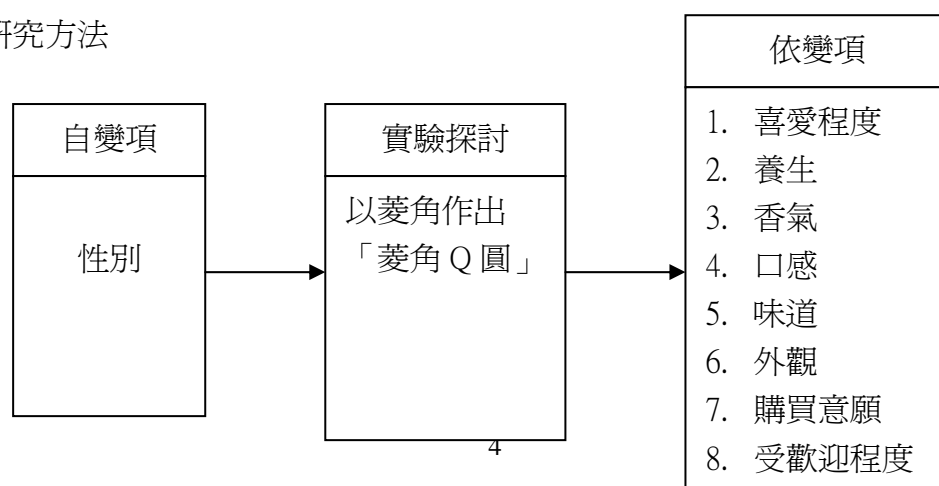 研究方法
自變項
性別
實驗探討
以菱角作出
「菱角 Q 圓」
依變項
1. 喜愛程度
2. 養生
3. 香氣
4. 口感
5. 味道
6. 外觀
7. 購買意願
8. 受歡迎程度
4